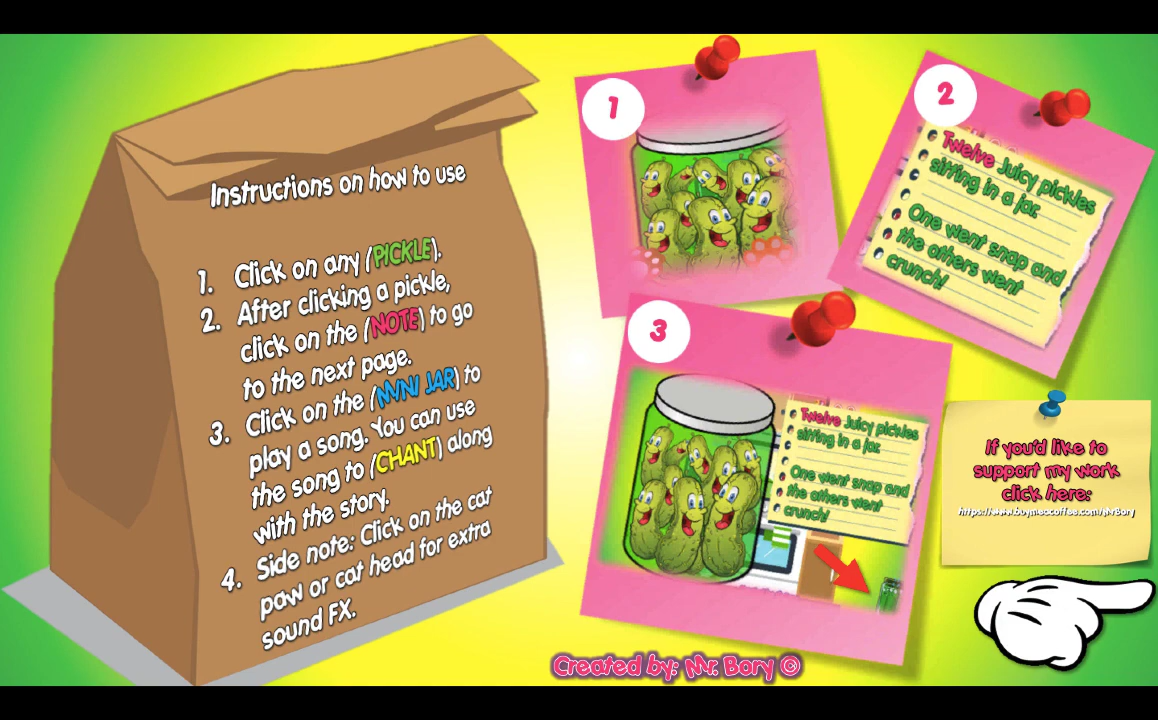 Instructions on how to use
1. Click on any (PICKLE).
2. After clicking a pickle,
click on the (NOTE) to go
to the next page.
3. Click on the (MINI JAR) to
play a song. You can use
the song to (CHANT) along
with the story.
4. Side note: Click on the cat
paw or cat head for extra
sound FX.
1
2
Twelve Juicy pickles
sitting in a jar.
One went snap and
the others went
crunch!
3
Twelve Juicy pickles
sitting in a jar.
One went snap and
the others went
crunch!
If you'd like to
support my work
click here:
https://www.buymeacoffee.com/MrBory
Created by: Mr. Bory ©